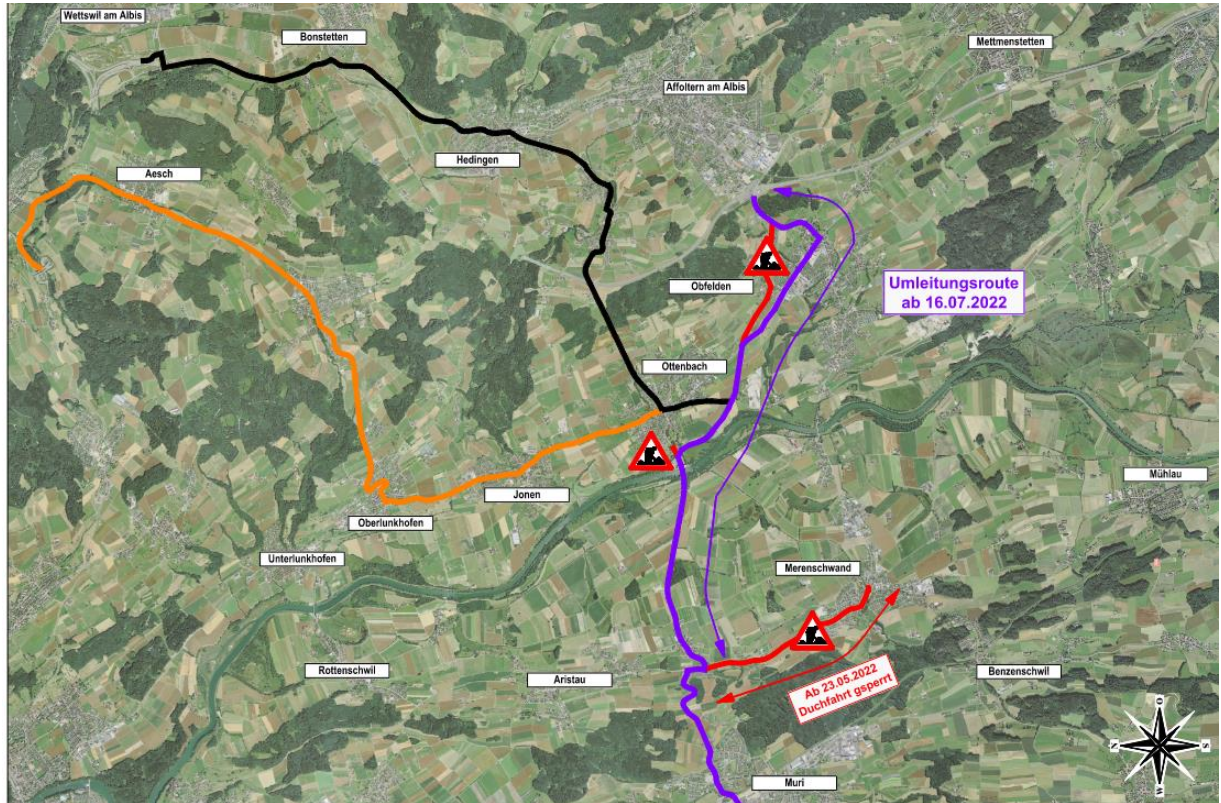 Wettswil am Albis
Bonstetten
Mettmenstetten
Affoltern am Albis
Hedingen
Aesch
Obfelden
Umleitungsroute
ab 16.07.2022
Ottenbach
Mühlau
Jonen
Oberlunkhofen
Unterlunkhofen
Merenschwand
Rottenschwil
Aristau
Benzenschwil
Ab 23.05.2022
Duchfahrt gsperrt
Muri
O
N
S
W